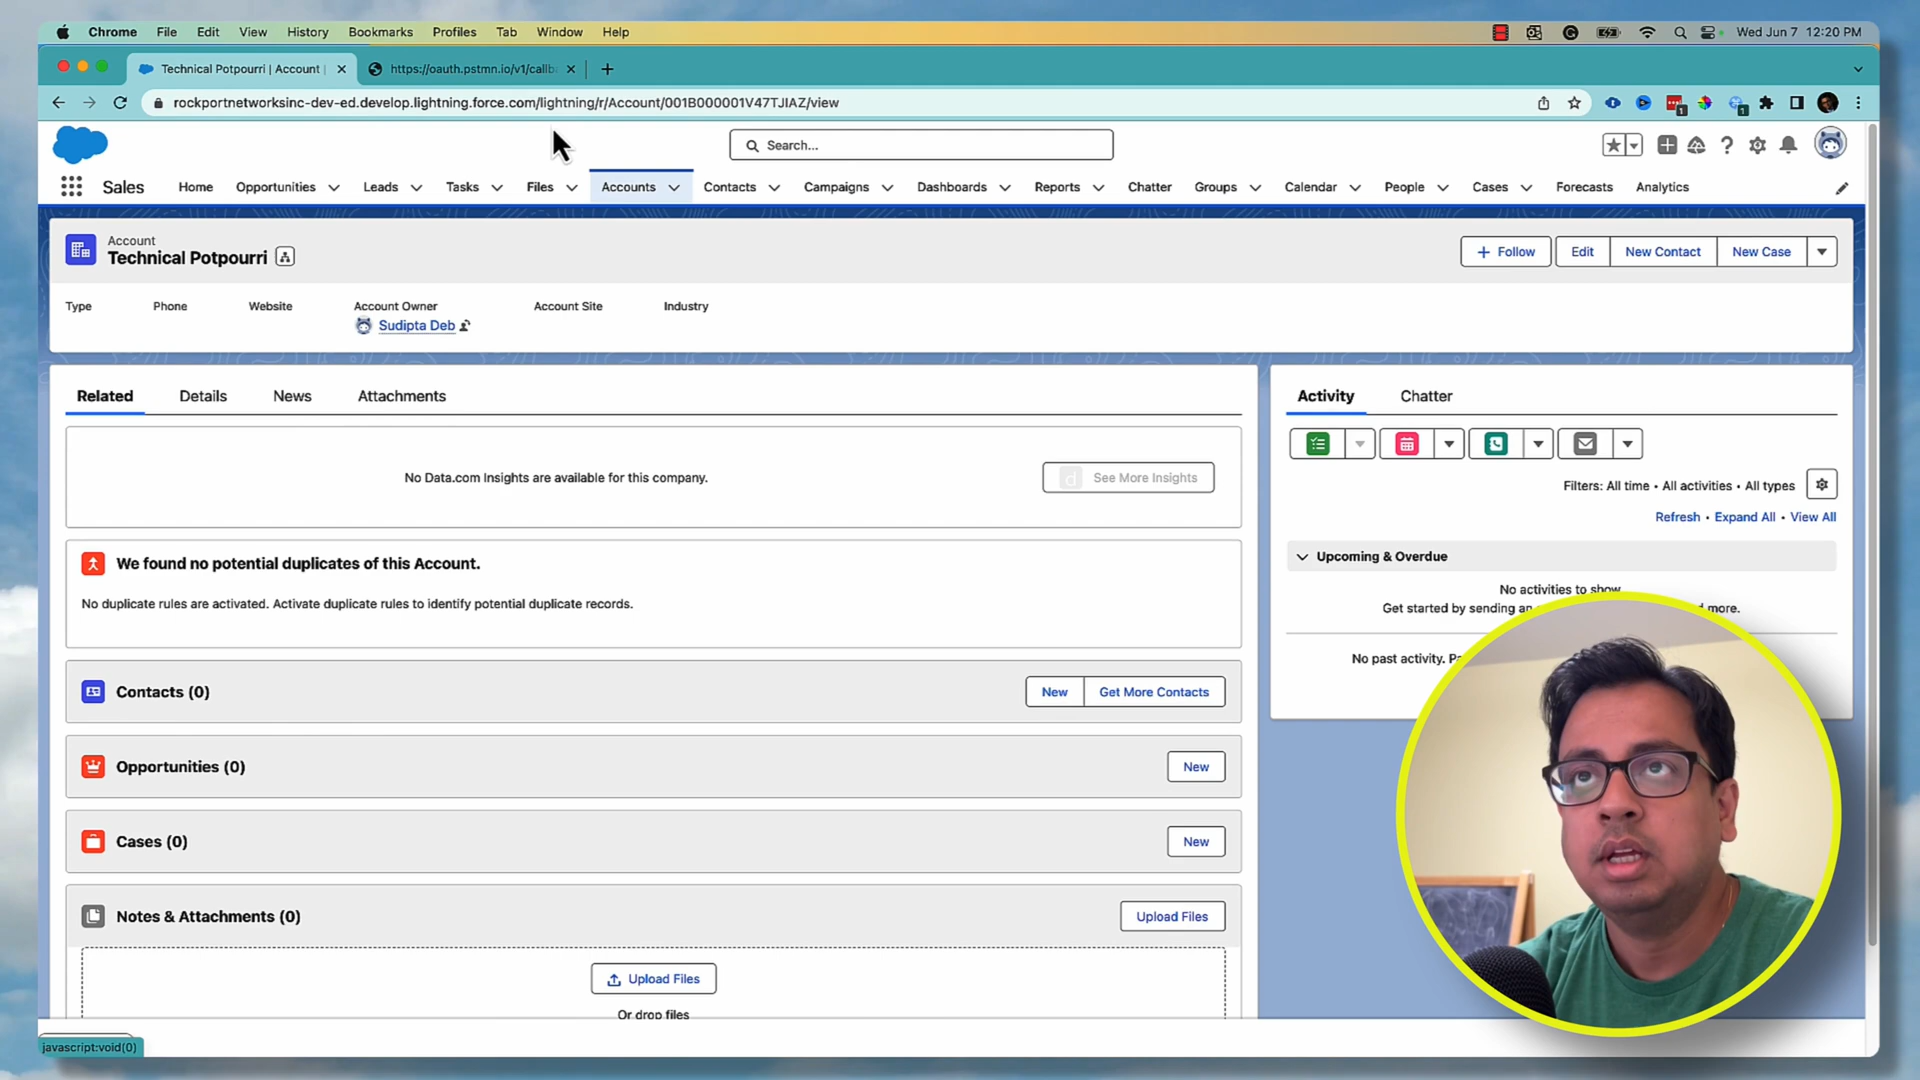 Chrome File Edit View History Bookmarks Profiles Tab Window Help Wed Jun 7 12:20 PM
Technical Potpourri | Account | https://oauth.pstmn.io/v1/callb
rockportnetworksinc-dev-ed.develop.lightning.force.com/lightning/r/Account/001B000001V47TJIAZ/view
Search...
Sales Home Opportunities Leads Tasks Files Accounts Contacts Campaigns Dashboards Reports Chatter Groups Calendar People Cases Forecasts Analytics
Account
Technical Potpourri
Follow Edit New Contact New Case
Type Phone Website Account Owner Account Site Industry
Sudipta Deb
Related Details News Attachments
No Data.com Insights are available for this company.
See More Insights
We found no potential duplicates of this Account.
No duplicate rules are activated. Activate duplicate rules to identify potential duplicate records.
Contacts (0)
New Get More Contacts
Opportunities (0)
New
Cases (0)
New
Notes & Attachments (0)
Upload Files
Upload Files
Or drop files
Activity Chatter
Filters: All time • All activities • All types
Refresh • Expand All • View All
Upcoming & Overdue
No activities to show.
Get started by sending an more.
No past activity.
javascript:void(0)